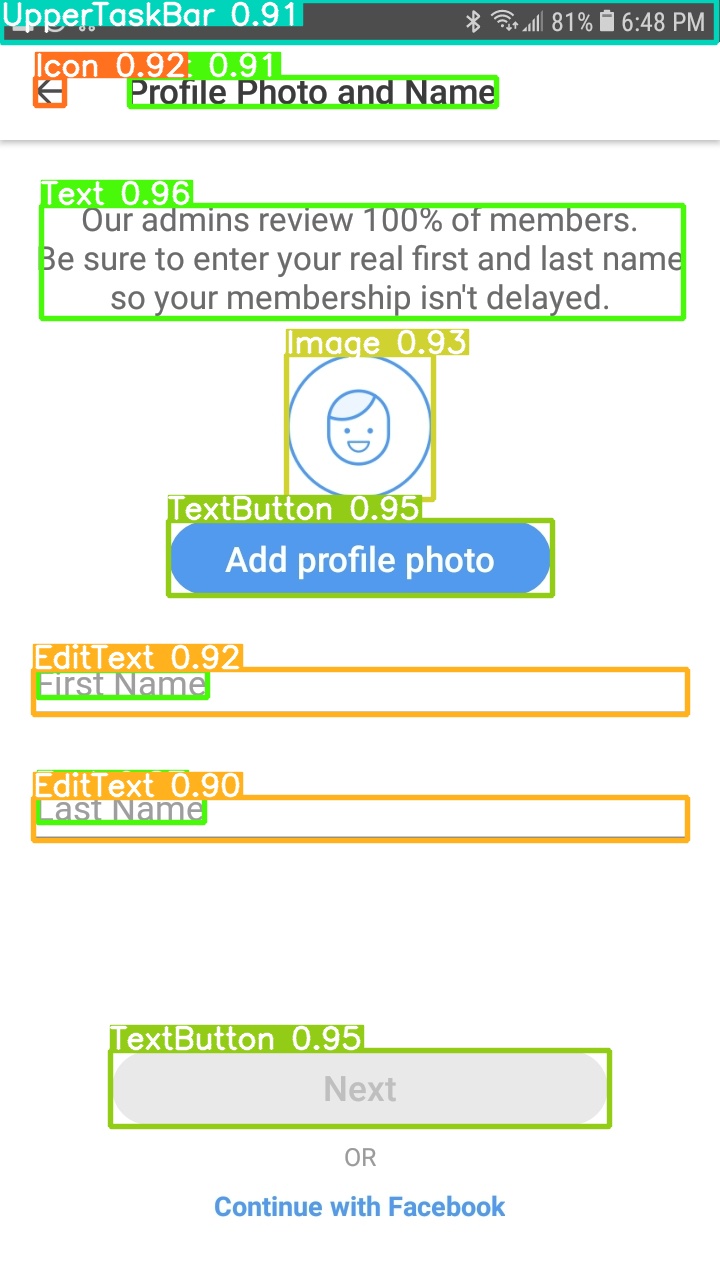 UpperTaskBar 0.91
81% 6:48 PM
Icon 0.92 : 0.91
Profile Photo and Name
Text 0.96
Our admins review 100% of members.
Be sure to enter your real first and last name
so your membership isn't delayed.
Image 0.93
TextButton 0.95
Add profile photo
EditText 0.92
First Name
EditText 0.90
Last Name
TextButton 0.95
Next
OR
Continue with Facebook